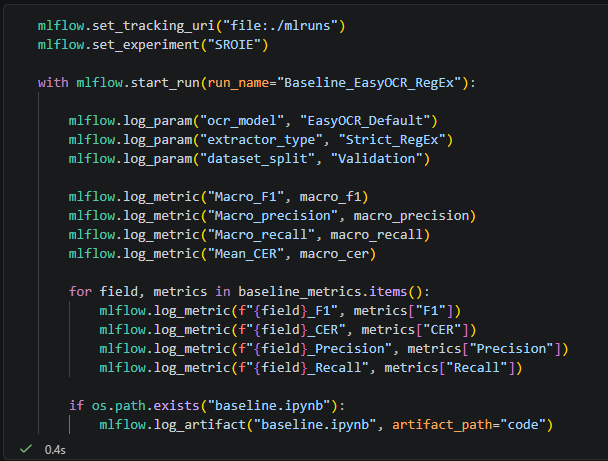 mlflow.set_tracking_uri("file:./mlruns")
mlflow.set_experiment("SROIE")
with mlflow.start_run(run_name="Baseline_EasyOCR_RegEx"):
mlflow.log_param("ocr_model", "EasyOCR_Default")
mlflow.log_param("extractor_type", "Strict_RegEx")
mlflow.log_param("dataset_split", "Validation")
mlflow.log_metric("Macro_F1", macro_f1)
mlflow.log_metric("Macro_precision", macro_precision)
mlflow.log_metric("Macro_recall", macro_recall)
mlflow.log_metric("Mean_CER", macro_cer)
for field, metrics in baseline_metrics.items():
mlflow.log_metric(f"{field}_F1", metrics["F1"])
mlflow.log_metric(f"{field}_CER", metrics["CER"])
mlflow.log_metric(f"{field}_Precision", metrics["Precision"])
mlflow.log_metric(f"{field}_Recall", metrics["Recall"])
if os.path.exists("baseline.ipynb"):
mlflow.log_artifact("baseline.ipynb", artifact_path="code")
0.4s